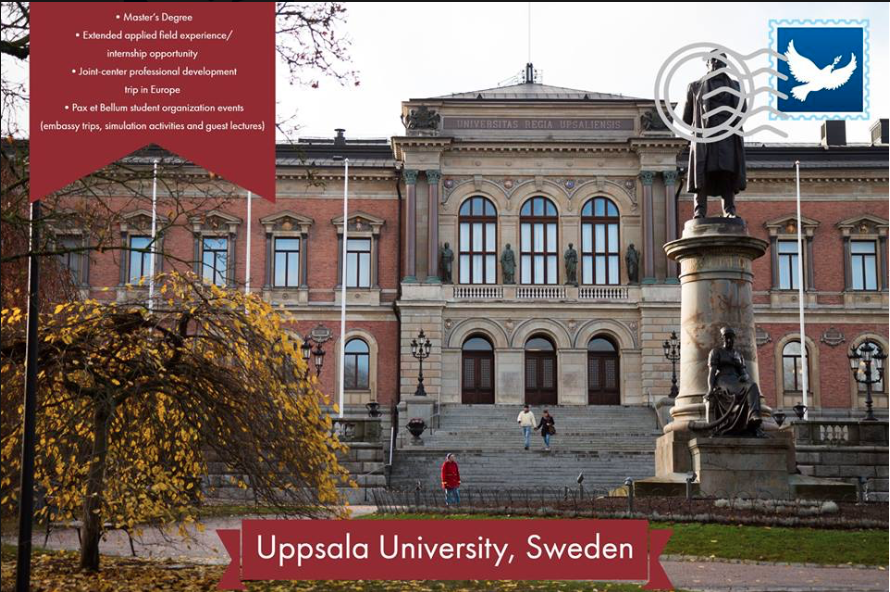 • Master's Degree
• Extended applied field experience/
internship opportunity
• Joint-center professional development
trip in Europe
• Pax et Bellum student organization events
(embassy trips, simulation activities and guest lectures)
UNIVERSITAS REGIA UPSALIENSIS
Uppsala University, Sweden